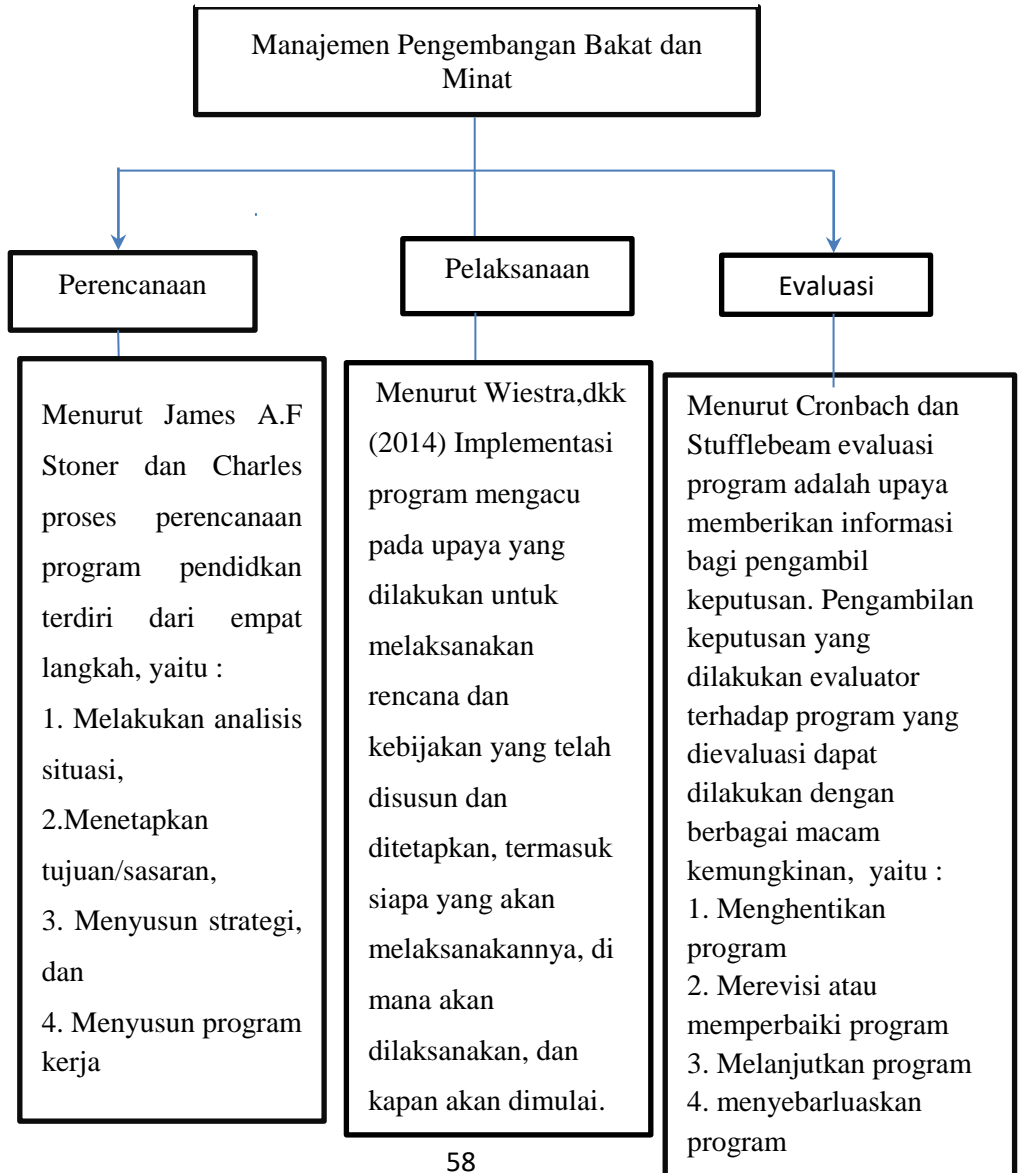 Manajemen Pengembangan Bakat dan
Minat
Perencanaan
Pelaksanaan
Evaluasi
Menurut James A.F
Stoner dan Charles
proses perencanaan
program pendidkan
terdiri dari empat
langkah, yaitu :
1. Melakukan analisis
situasi,
2.Menetapkan
tujuan/sasaran,
3. Menyusun strategi,
dan
4. Menyusun program
kerja
Menurut Wiestra,dkk
(2014) Implementasi
program mengacu
pada upaya yang
dilakukan untuk
melaksanakan
rencana dan
kebijakan yang telah
disusun dan
ditetapkan, termasuk
siapa yang akan
melaksanakannya, di
mana akan
dilaksanakan, dan
kapan akan dimulai.
Menurut Cronbach dan
Stufflebeam evaluasi
program adalah upaya
memberikan informasi
bagi pengambil
keputusan. Pengambilan
keputusan yang
dilakukan evaluator
terhadap program yang
dievaluasi dapat
dilakukan dengan
berbagai macam
kemungkinan, yaitu :
1. Menghentikan
program
2. Merevisi atau
memperbaiki program
3. Melanjutkan program
4. menyebarluaskan
program
58